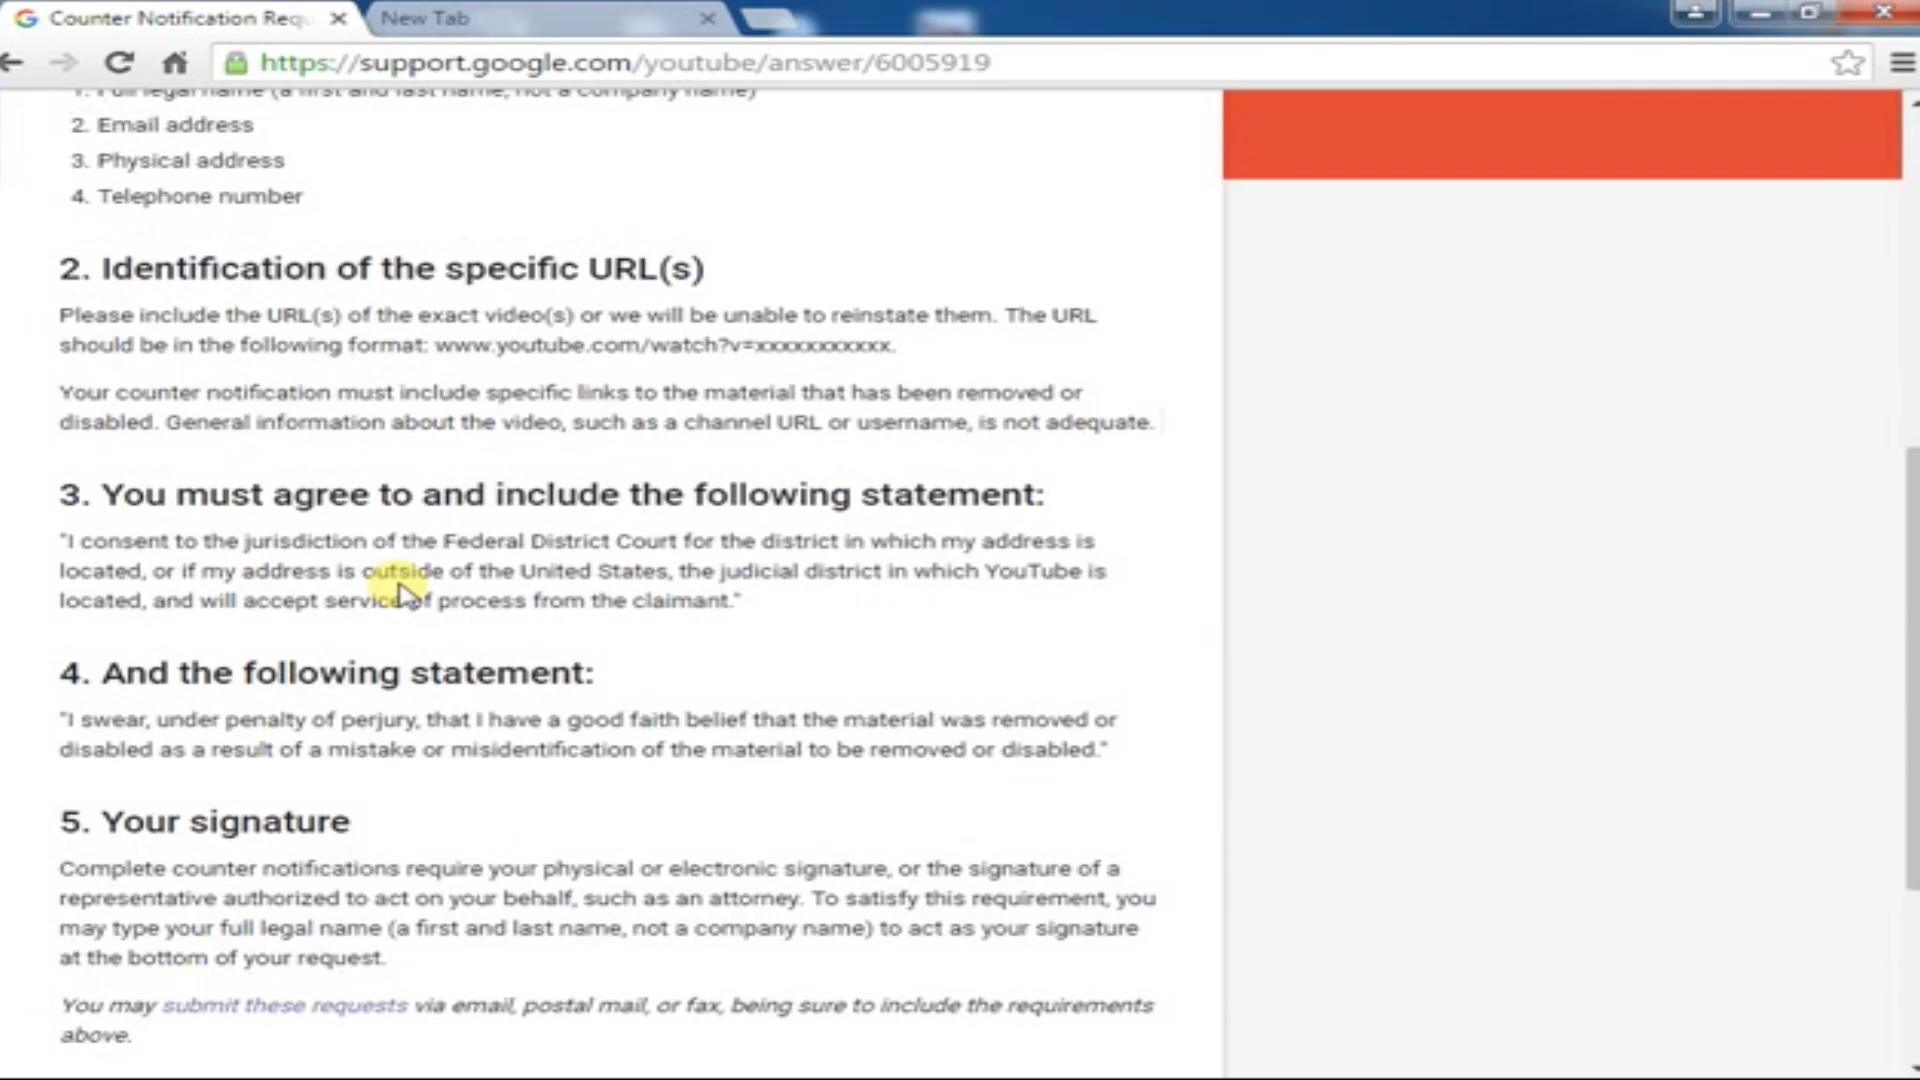 Counter Notification Requ
New Tab
https://support.google.com/youtube/answer/6005919
1. Full legal name (a first and last name, not a company name)
2. Email address
3. Physical address
4. Telephone number
2. Identification of the specific URL(s)
Please include the URL(s) of the exact video(s) or we will be unable to reinstate them. The URL
should be in the following format: www.youtube.com/watch?v=xxxxxxxxxxx.
Your counter notification must include specific links to the material that has been removed or
disabled. General information about the video, such as a channel URL or username, is not adequate.
3. You must agree to and include the following statement:
"I consent to the jurisdiction of the Federal District Court for the district in which my address is
located, or if my address is outside of the United States, the judicial district in which YouTube is
located, and will accept service of process from the claimant."
4. And the following statement:
"I swear, under penalty of perjury, that I have a good faith belief that the material was removed or
disabled as a result of a mistake or misidentification of the material to be removed or disabled."
5. Your signature
Complete counter notifications require your physical or electronic signature, or the signature of a
representative authorized to act on your behalf, such as an attorney. To satisfy this requirement, you
may type your full legal name (a first and last name, not a company name) to act as your signature
at the bottom of your request.
You may submit these requests via email, postal mail, or fax, being sure to include the requirements
above.